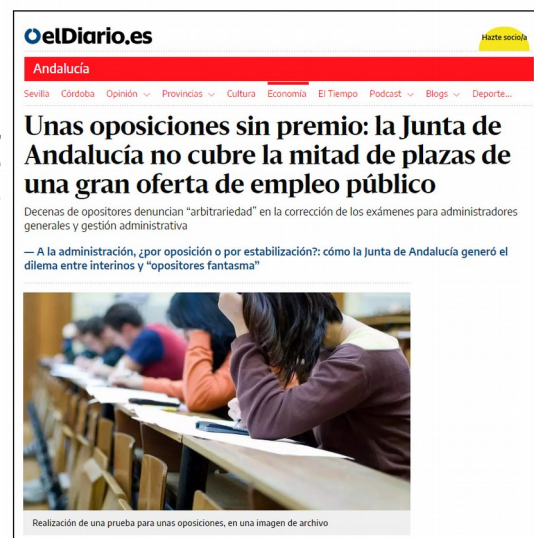 elDiario.es
Hazte socio/a
Andalucía
Sevilla Córdoba Opinión Provincias Cultura Economía El Tiempo Podcast Blogs Deporte...
Unas oposiciones sin premio: la Junta de
Andalucía no cubre la mitad de plazas de
una gran oferta de empleo público
Decenas de opositores denuncian “arbitrariedad” en la corrección de los exámenes para administradores
generales y gestión administrativa
— A la administración, ¿por oposición o por estabilización?: cómo la Junta de Andalucía generó el
dilema entre interinos y “opositores fantasma”
Realización de una prueba para unas oposiciones, en una imagen de archivo